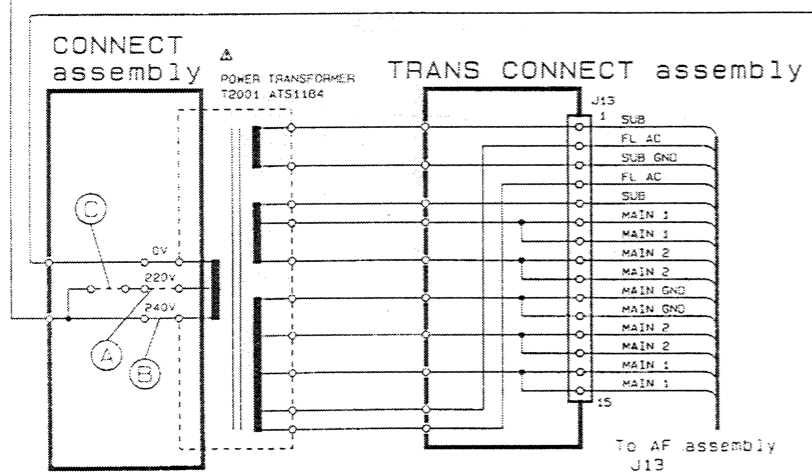 CONNECT
assembly
⚠
POWER TRANSFORMER
T2001 ATS1184
TRANS CONNECT assembly
J13
1
SUB
FL AC
SUB GND
FL AC
SUB
MAIN 1
MAIN 1
MAIN 2
MAIN 2
MAIN GND
MAIN GND
MAIN 2
MAIN 2
MAIN 1
MAIN 1
15
C
0V
220V
240V
A
B
To AF assembly
J13